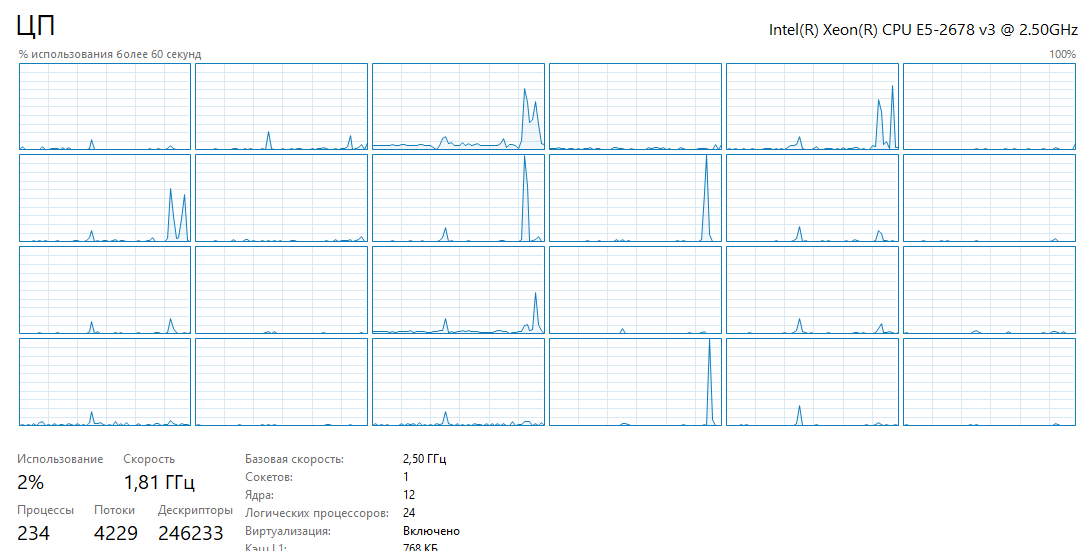 ЦП
Intel(R) Xeon(R) CPU E5-2678 v3 @ 2.50GHz
% использования более 60 секунд
100%
Использование Скорость
2% 1,81 ГГц
Процессы Потоки Дескрипторы
234 4229 246233
Базовая скорость: 2,50 ГГц
Сокетов: 1
Ядра: 12
Логических процессоров: 24
Виртуализация: Включено
Кэш L1: 768 КБ